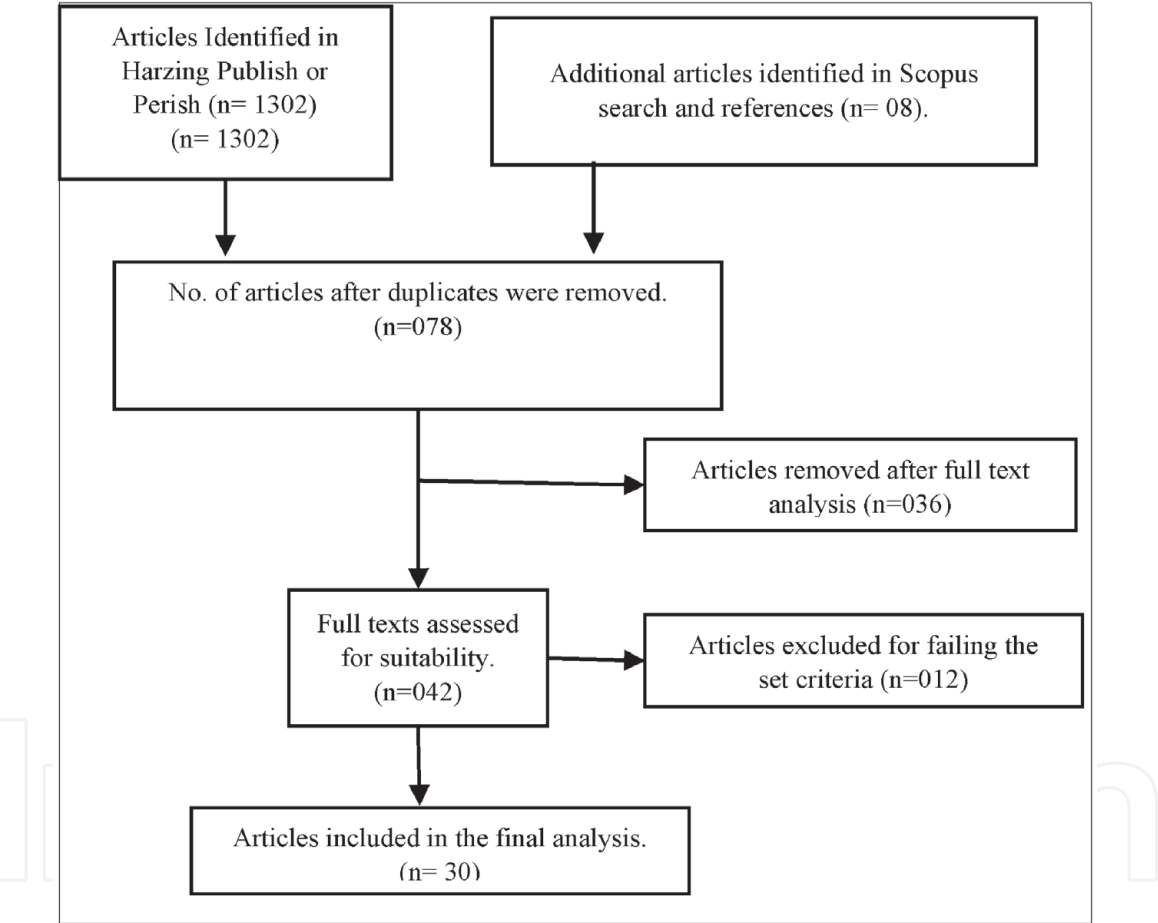 Articles Identified in
Harzing Publish or
Perish (n= 1302)
(n= 1302)
Additional articles identified in Scopus
search and references (n= 08).
No. of articles after duplicates were removed.
(n=078)
Articles removed after full text
analysis (n=036)
Full texts assessed
for suitability.
(n=042)
Articles excluded for failing the
set criteria (n=012)
Articles included in the final analysis.
(n= 30)